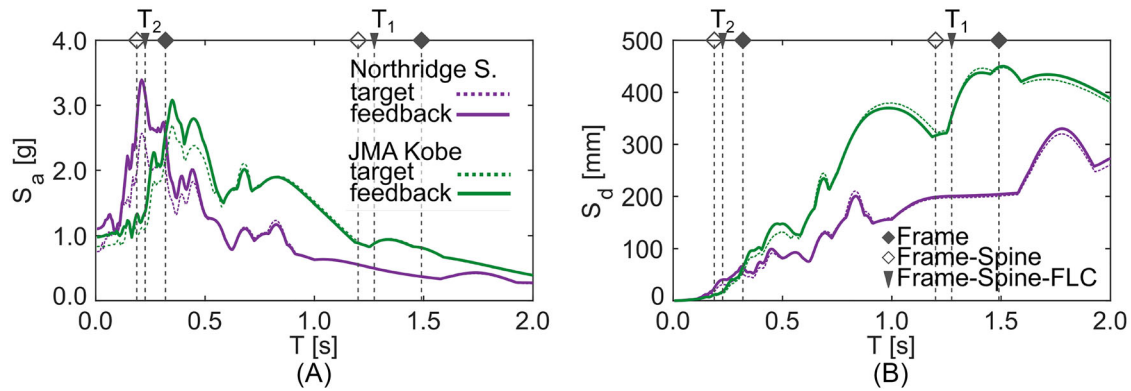 T2 T1
4.0
3.0
2.0
1.0
0.0
Sa [g]
Northridge S.
target
feedback
JMA Kobe
target
feedback
0.0 0.5 1.0 1.5 2.0
T [s]
(A)
T2 T1
500
400
300
200
100
0
Sd [mm]
Frame
Frame-Spine
Frame-Spine-FLC
0.0 0.5 1.0 1.5 2.0
T [s]
(B)